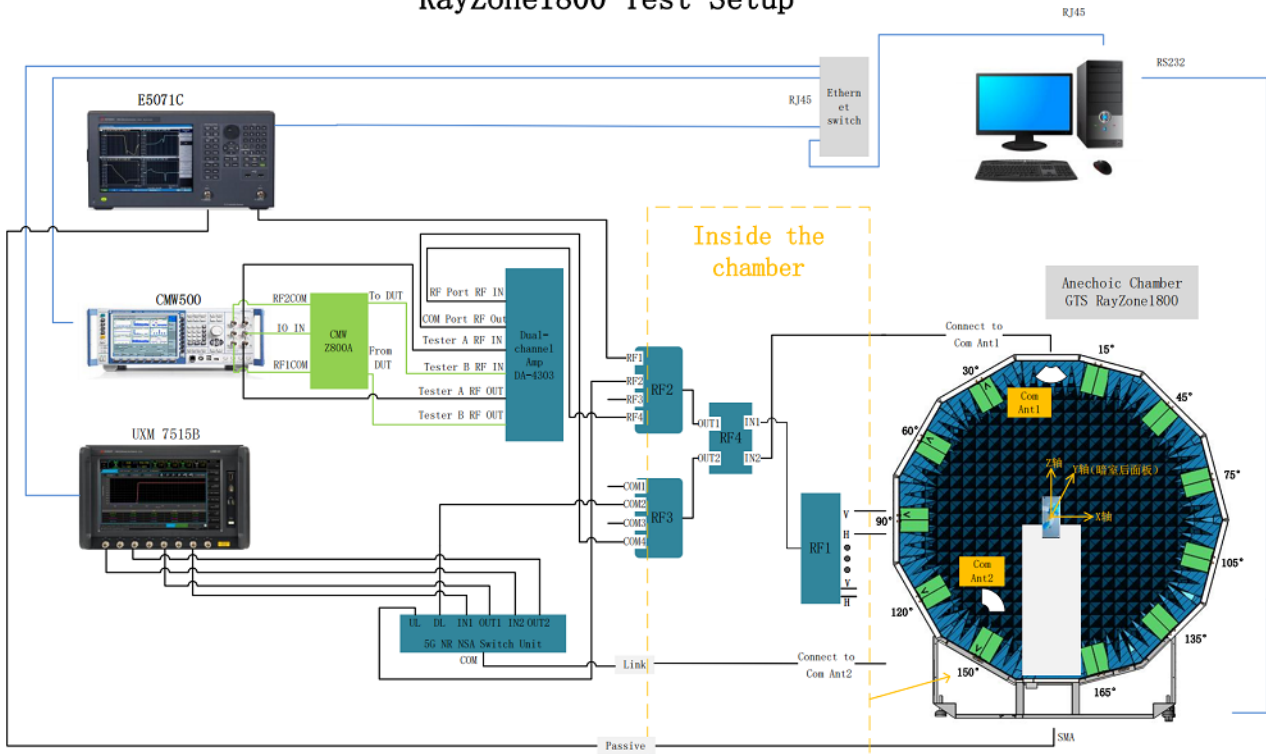 RayZone1800 Test Setup
RJ45
RS232
E5071C
RJ45
Ethern
et
switch
Inside the
chamber
Anechoic Chamber
GTS RayZone1800
CMW500
RF2COM
IO IN
RF1COM
CMW
Z800A
To DUT
From
DUT
RF Port RF IN
COM Port RF Out
Tester A RF IN
Tester B RF IN
Tester A RF OUT
Tester B RF OUT
Dual-
channel
Amp
DA-4303
RF1
RF2
RF3
RF4
RF2
OUT1
OUT2
RF4
IN1
IN2
Connect to
Com Ant1
15°
30°
45°
60°
75°
90°
105°
120°
135°
150°
165°
Com
Ant1
Z轴
Y轴(暗室后面板)
X轴
Com
Ant2
UXM 7515B
COM1
COM2
COM3
COM4
RF3
RF1
V
H
V
H
UL DL IN1 OUT1 IN2 OUT2
5G NR NSA Switch Unit
COM
Link
Connect to
Com Ant2
Passive
SMA